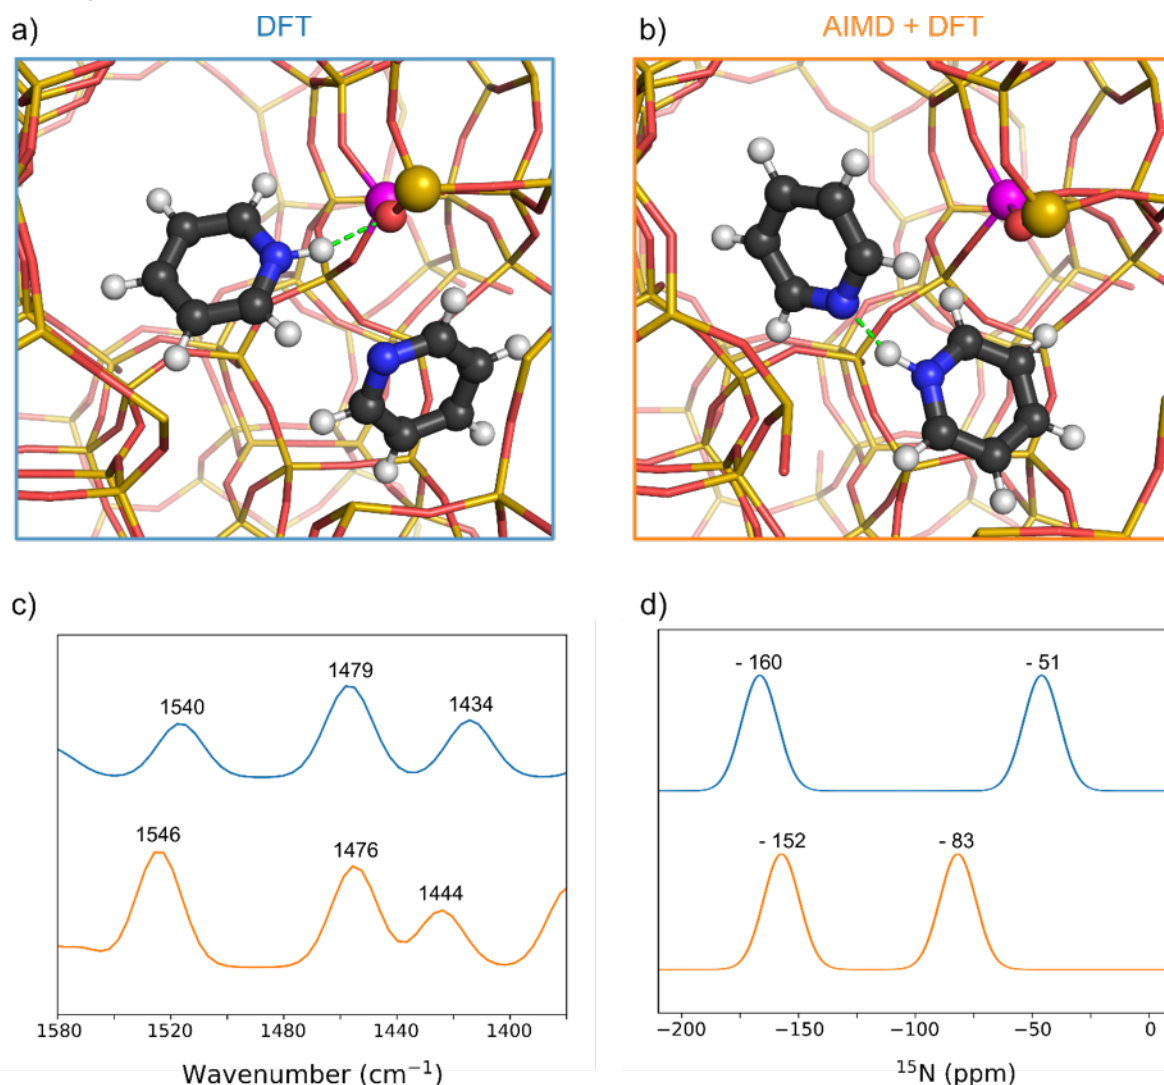 DFT
AIMD + DFT
a)
b)
c)
d)
1540
1479
1434
1546
1476
1444
1580
1520
1480
1440
1400
Wavenumber (cm⁻¹)
- 160
- 51
- 152
- 83
−200
−150
−100
−50
0
¹⁵N (ppm)